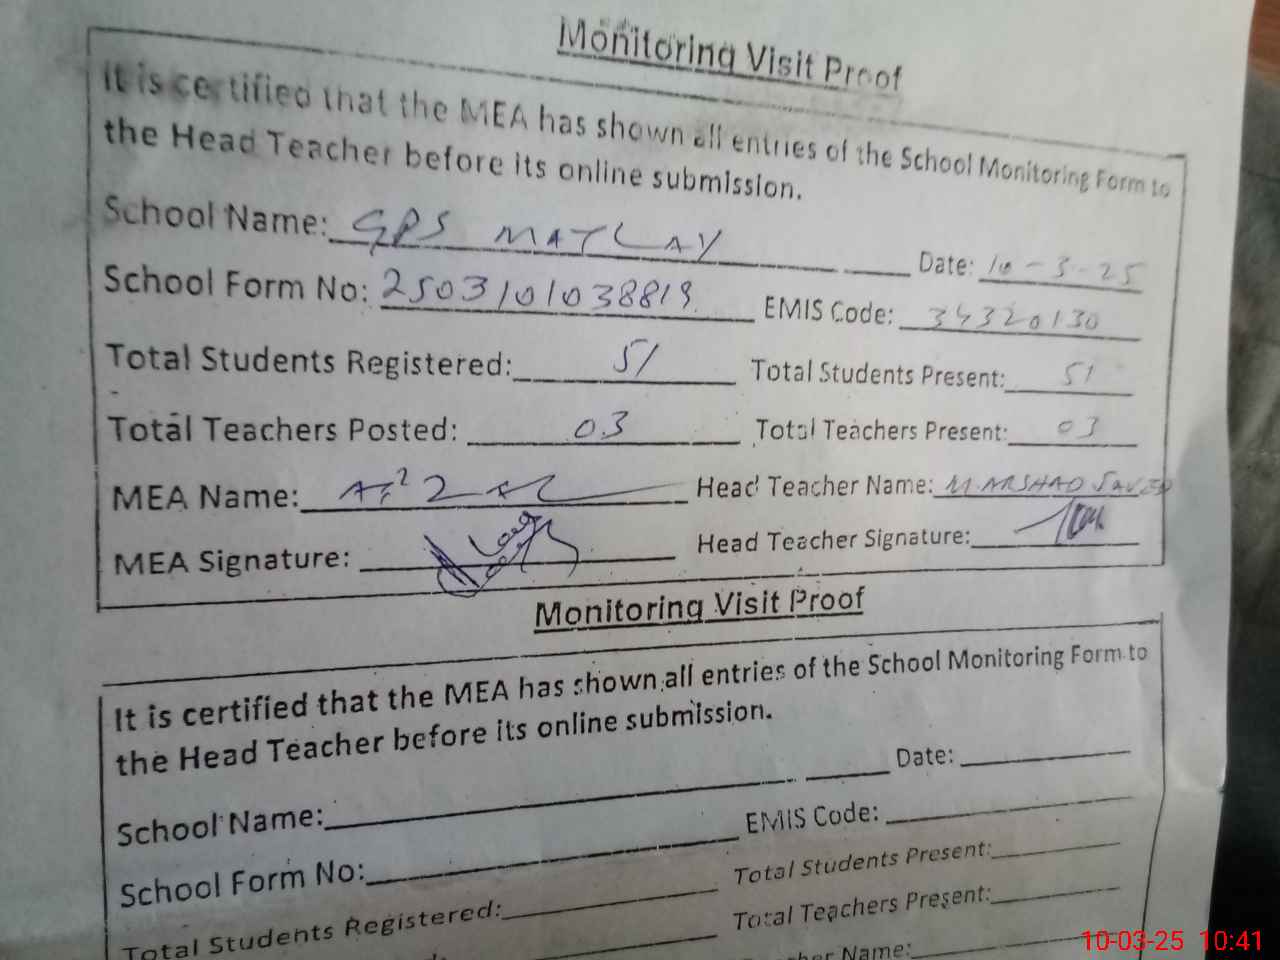 Monitoring Visit Proof
It is certified that the MEA has shown all entries of the School Monitoring Form to
the Head Teacher before its online submission.
School Name: GPS MATLAY Date: 10-3-25
School Form No: 2503101038819 EMIS Code: 34320130
Total Students Registered: 51 Total Students Present: 51
Total Teachers Posted: 03 Total Teachers Present: 03
MEA Name: Head Teacher Name: M. ARSHAD
MEA Signature: Head Teacher Signature:
Monitoring Visit Proof
It is certified that the MEA has shown all entries of the School Monitoring Form to
the Head Teacher before its online submission.
School Name: Date:
School Form No: EMIS Code:
Total Students Registered: Total Students Present:
Total Teachers Present:
Name:
10-03-25 10:41